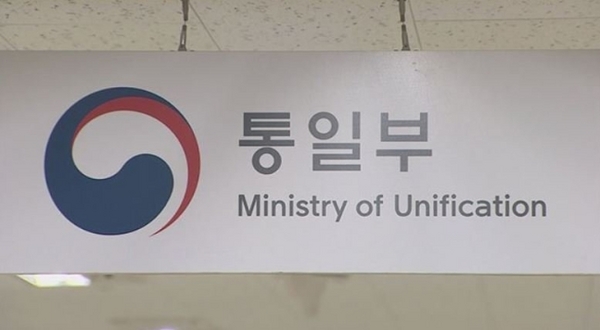 통일부
Ministry of Unification